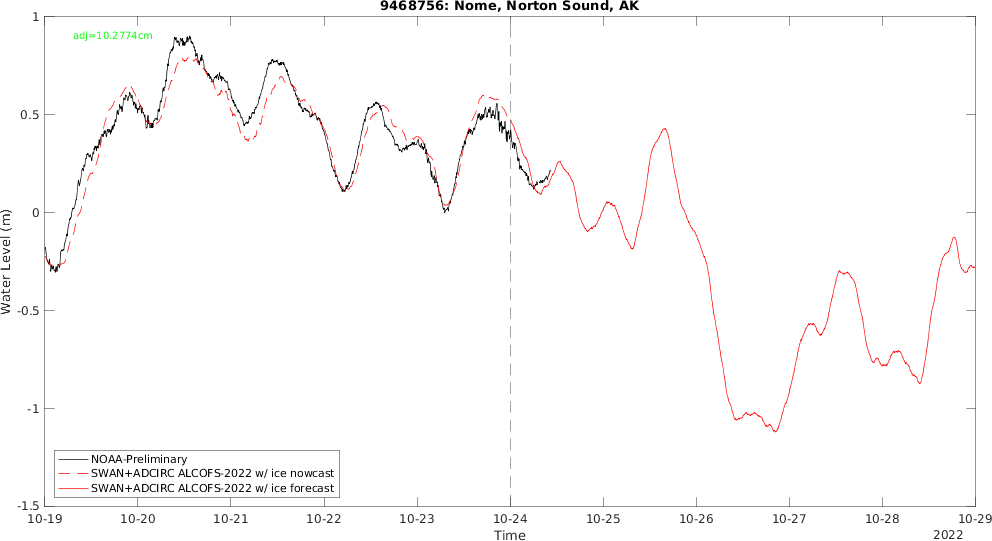 9468756: Nome, Norton Sound, AK
adj=10.2774cm
Water Level (m)
1
0.5
0
-0.5
-1
-1.5
NOAA-Preliminary
SWAN+ADCIRC ALCOFS-2022 w/ ice nowcast
SWAN+ADCIRC ALCOFS-2022 w/ ice forecast
10-19 10-20 10-21 10-22 10-23 10-24 10-25 10-26 10-27 10-28 10-29
Time
2022